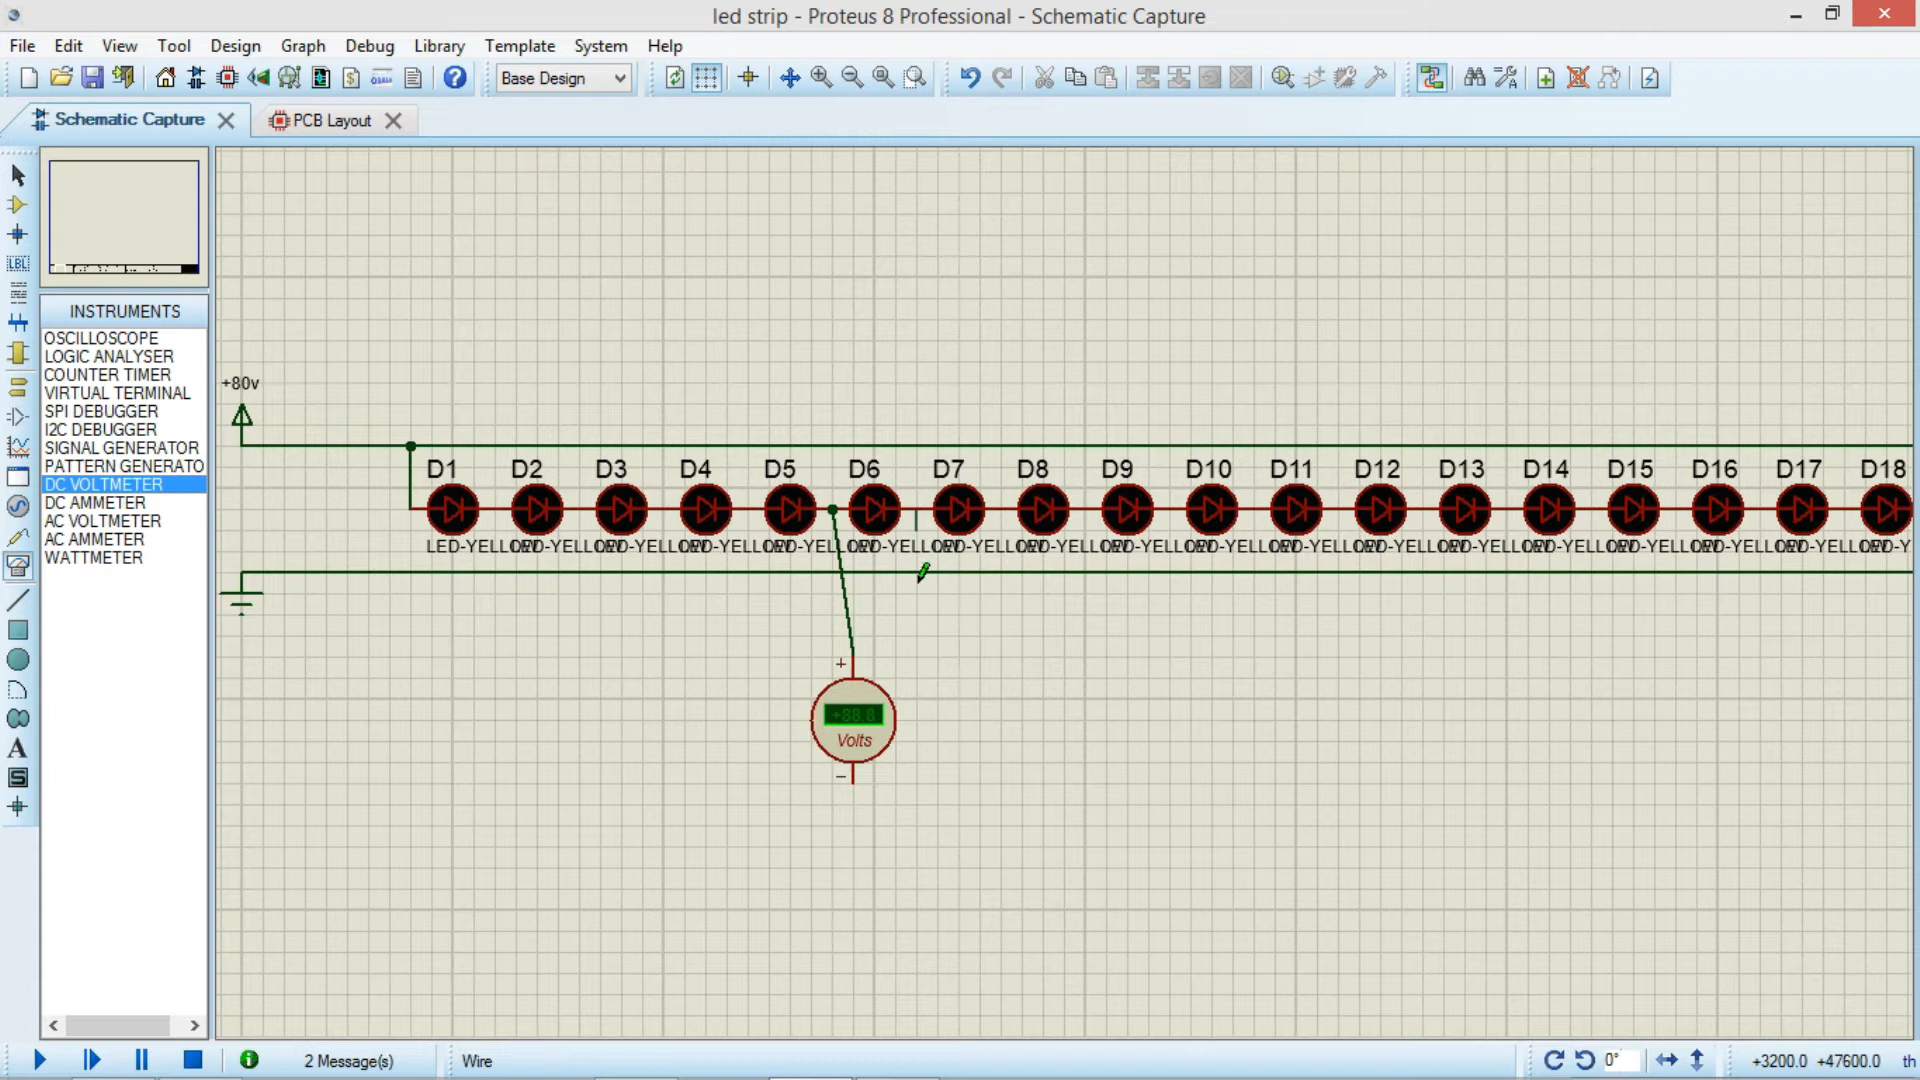 led strip - Proteus 8 Professional - Schematic Capture
File Edit View Tool Design Graph Debug Library Template System Help
Base Design
Schematic Capture
PCB Layout
LBL
INSTRUMENTS
OSCILLOSCOPE
LOGIC ANALYSER
COUNTER TIMER
VIRTUAL TERMINAL
SPI DEBUGGER
I2C DEBUGGER
SIGNAL GENERATOR
PATTERN GENERATO
DC VOLTMETER
DC AMMETER
AC VOLTMETER
AC AMMETER
WATTMETER
A
S
+80v
D1 D2 D3 D4 D5 D6 D7 D8 D9 D10 D11 D12 D13 D14 D15 D16 D17 D18
LED-YELLOW
+
+88.8
Volts
−
2 Message(s)
Wire
0°
+3200.0 +47600.0 th